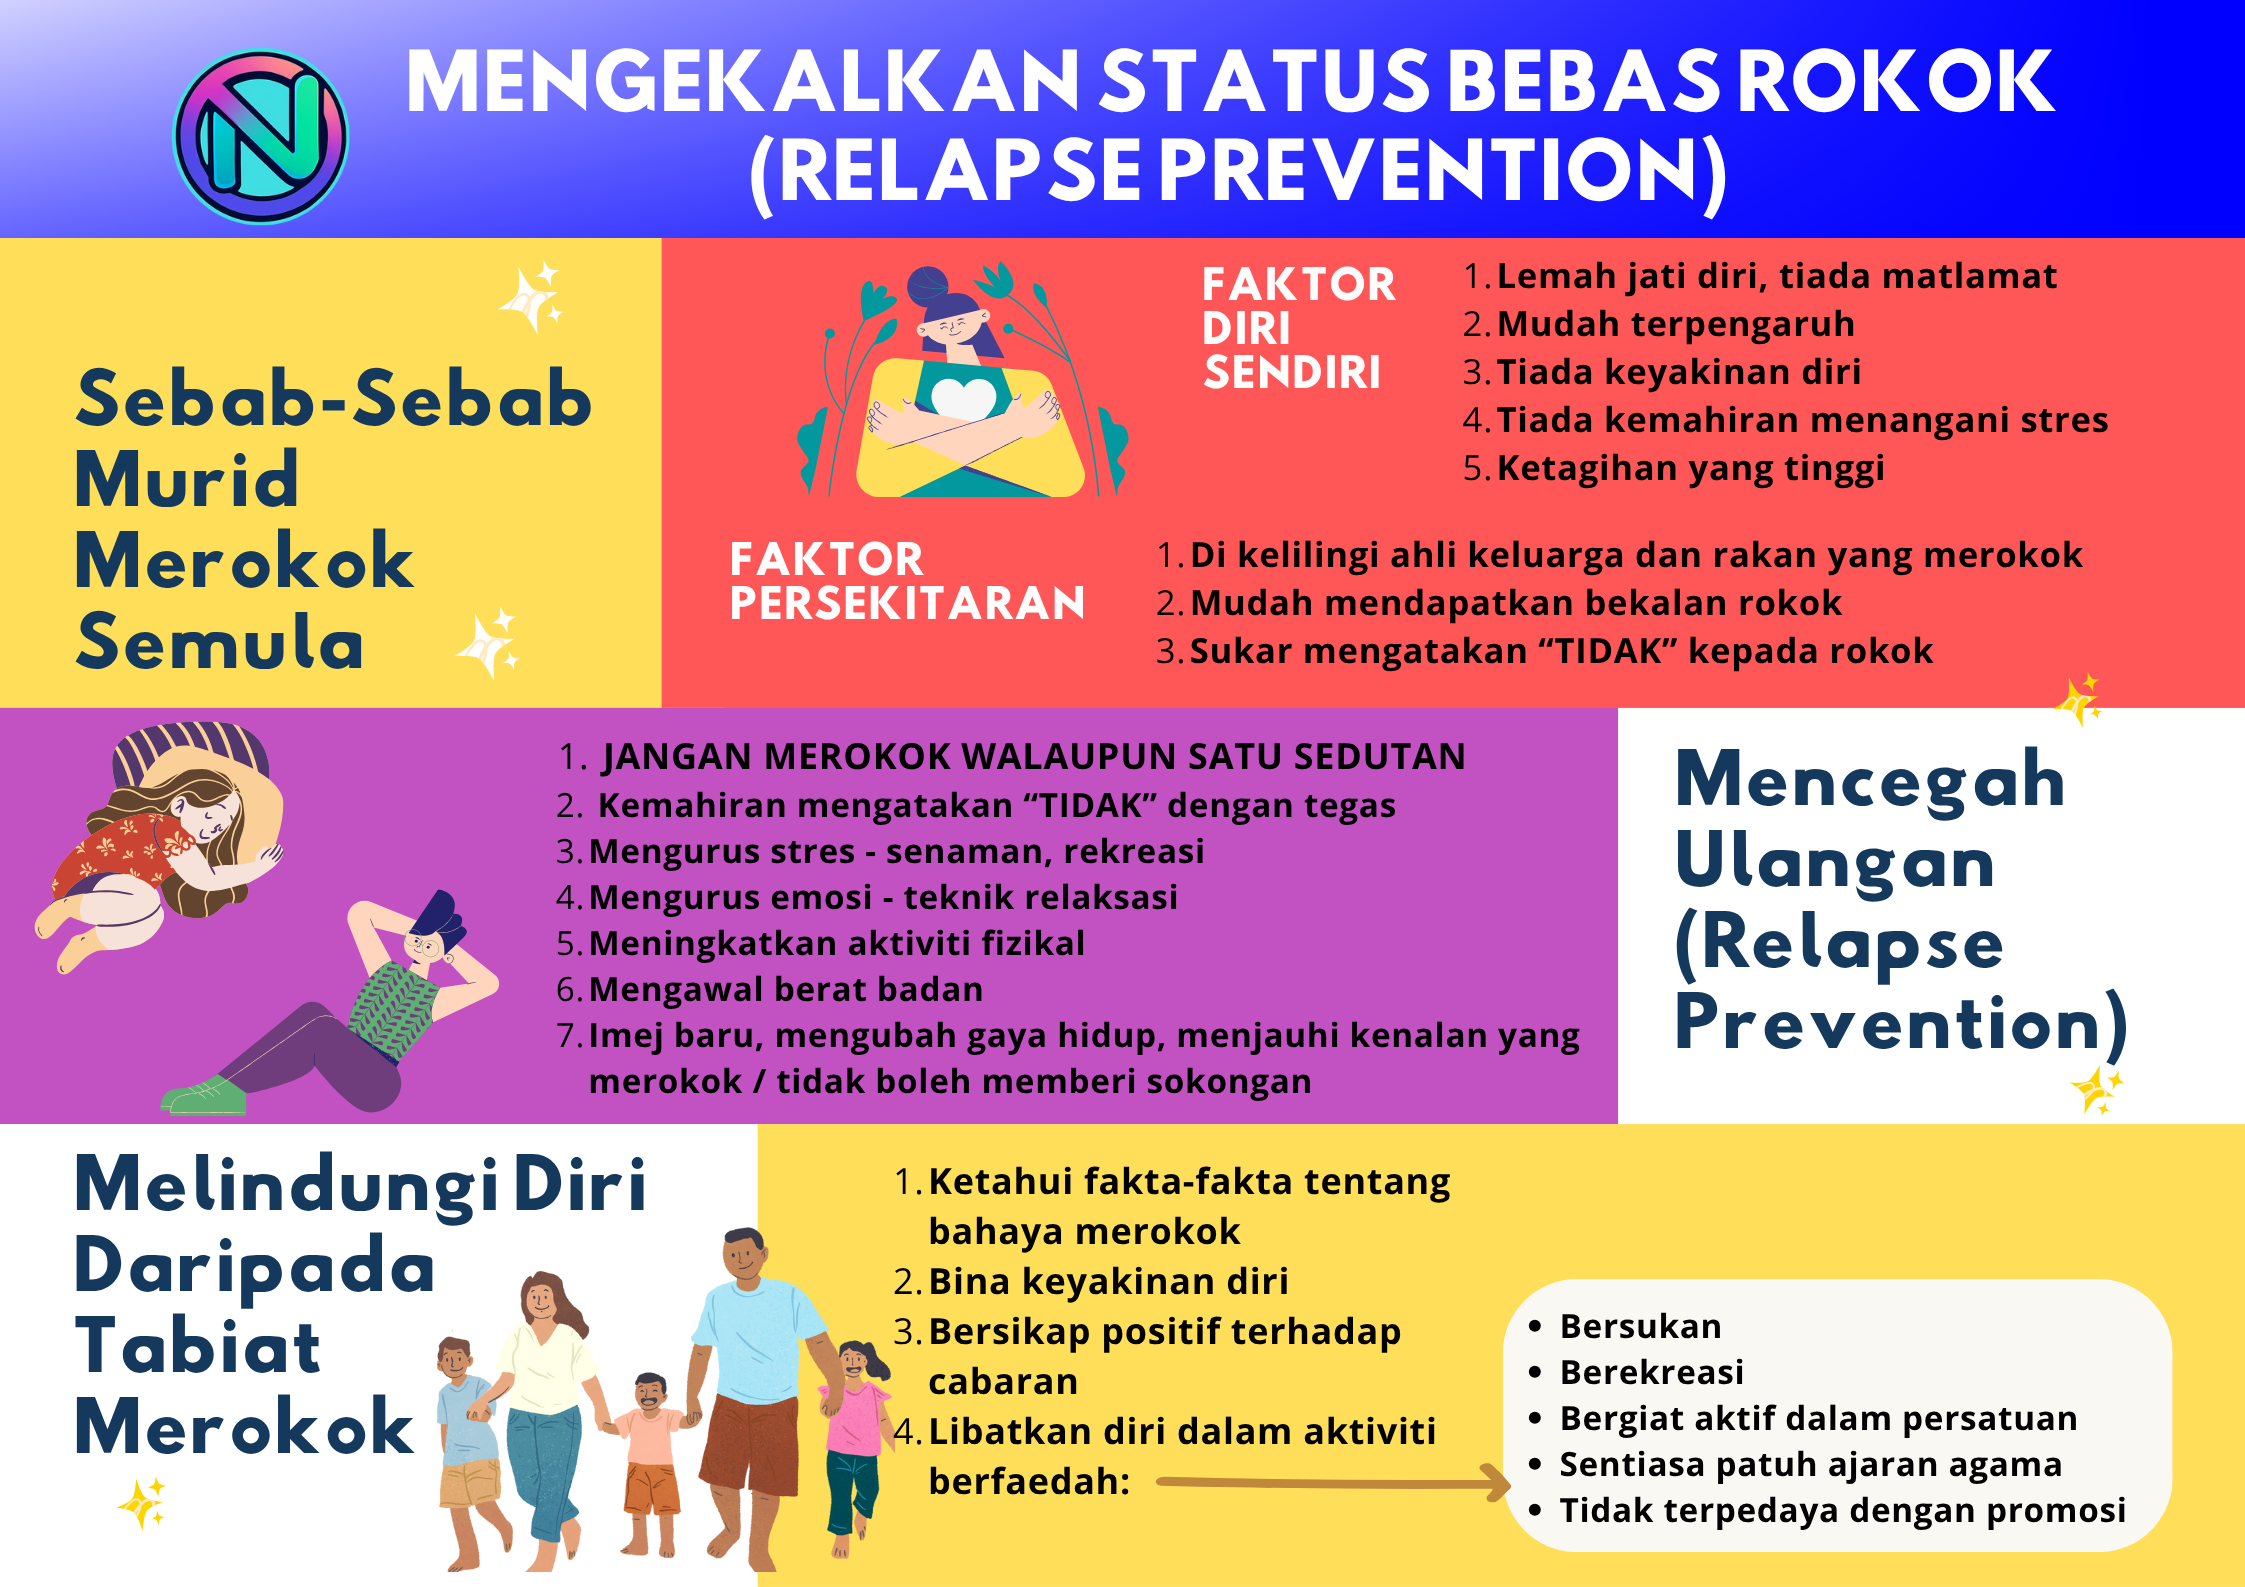 MENGEKALKAN STATUS BEBAS ROKOK
(RELAPSE PREVENTION)
Sebab-Sebab
Murid
Merokok
Semula
FAKTOR
DIRI
SENDIRI
1. Lemah jati diri, tiada matlamat
2. Mudah terpengaruh
3. Tiada keyakinan diri
4. Tiada kemahiran menangani stres
5. Ketagihan yang tinggi
FAKTOR
PERSEKITARAN
1. Di kelilingi ahli keluarga dan rakan yang merokok
2. Mudah mendapatkan bekalan rokok
3. Sukar mengatakan “TIDAK” kepada rokok
1. JANGAN MEROKOK WALAUPUN SATU SEDUTAN
2. Kemahiran mengatakan “TIDAK” dengan tegas
3. Mengurus stres - senaman, rekreasi
4. Mengurus emosi - teknik relaksasi
5. Meningkatkan aktiviti fizikal
6. Mengawal berat badan
7. Imej baru, mengubah gaya hidup, menjauhi kenalan yang
merokok / tidak boleh memberi sokongan
Mencegah
Ulangan
(Relapse
Prevention)
Melindungi Diri
Daripada
Tabiat
Merokok
1. Ketahui fakta-fakta tentang
bahaya merokok
2. Bina keyakinan diri
3. Bersikap positif terhadap
cabaran
4. Libatkan diri dalam aktiviti
berfaedah:
• Bersukan
• Berekreasi
• Bergiat aktif dalam persatuan
• Sentiasa patuh ajaran agama
• Tidak terpedaya dengan promosi